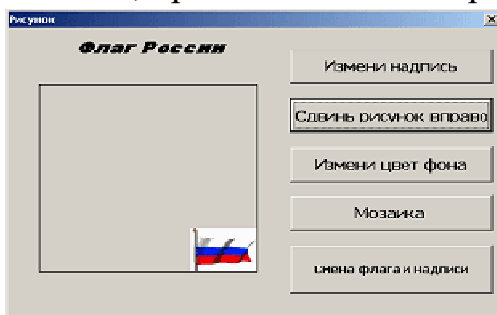 Рисунок
Флаг России
Измени надпись
Сдвинь рисунок вправо
Измени цвет фона
Мозаика
Смена флага и надписи